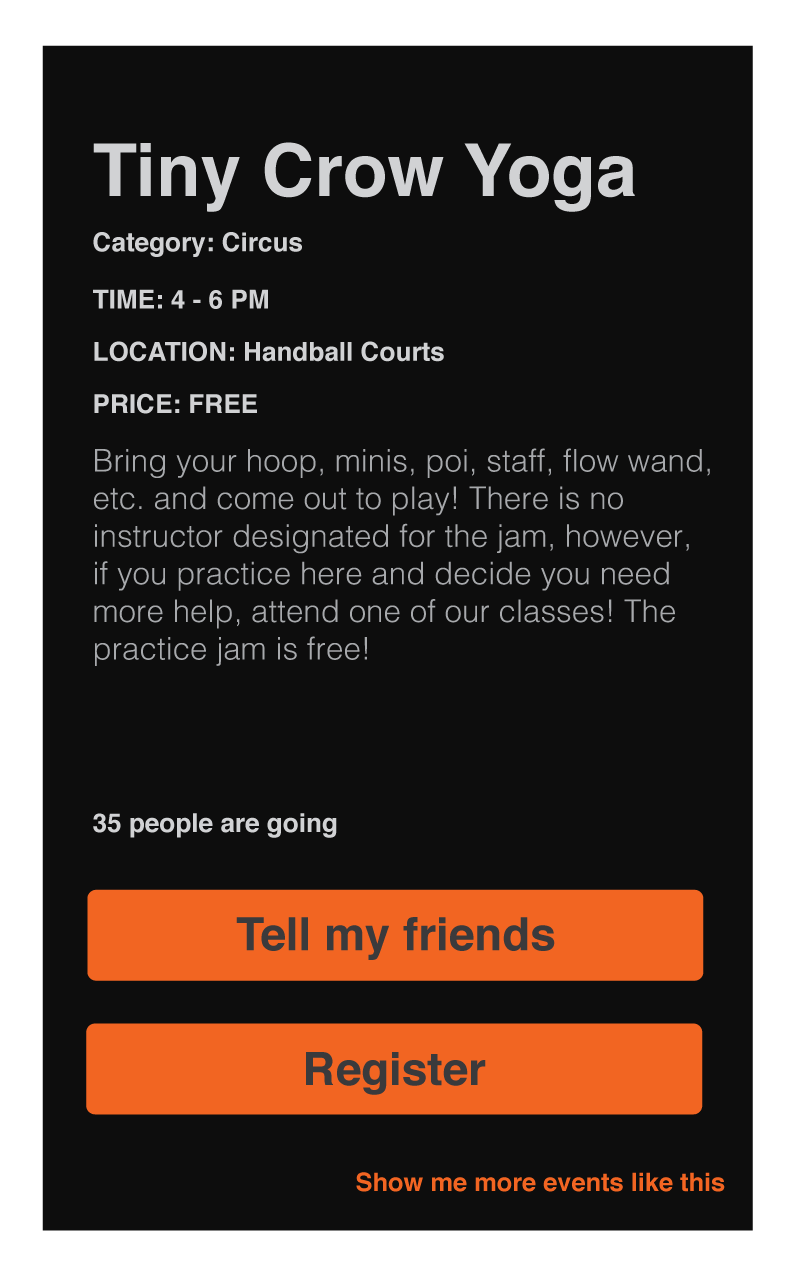 Tiny Crow Yoga
Category: Circus
TIME: 4 - 6 PM
LOCATION: Handball Courts
PRICE: FREE
Bring your hoop, minis, poi, staff, flow wand,
etc. and come out to play! There is no
instructor designated for the jam, however,
if you practice here and decide you need
more help, attend one of our classes! The
practice jam is free!
35 people are going
Tell my friends
Register
Show me more events like this